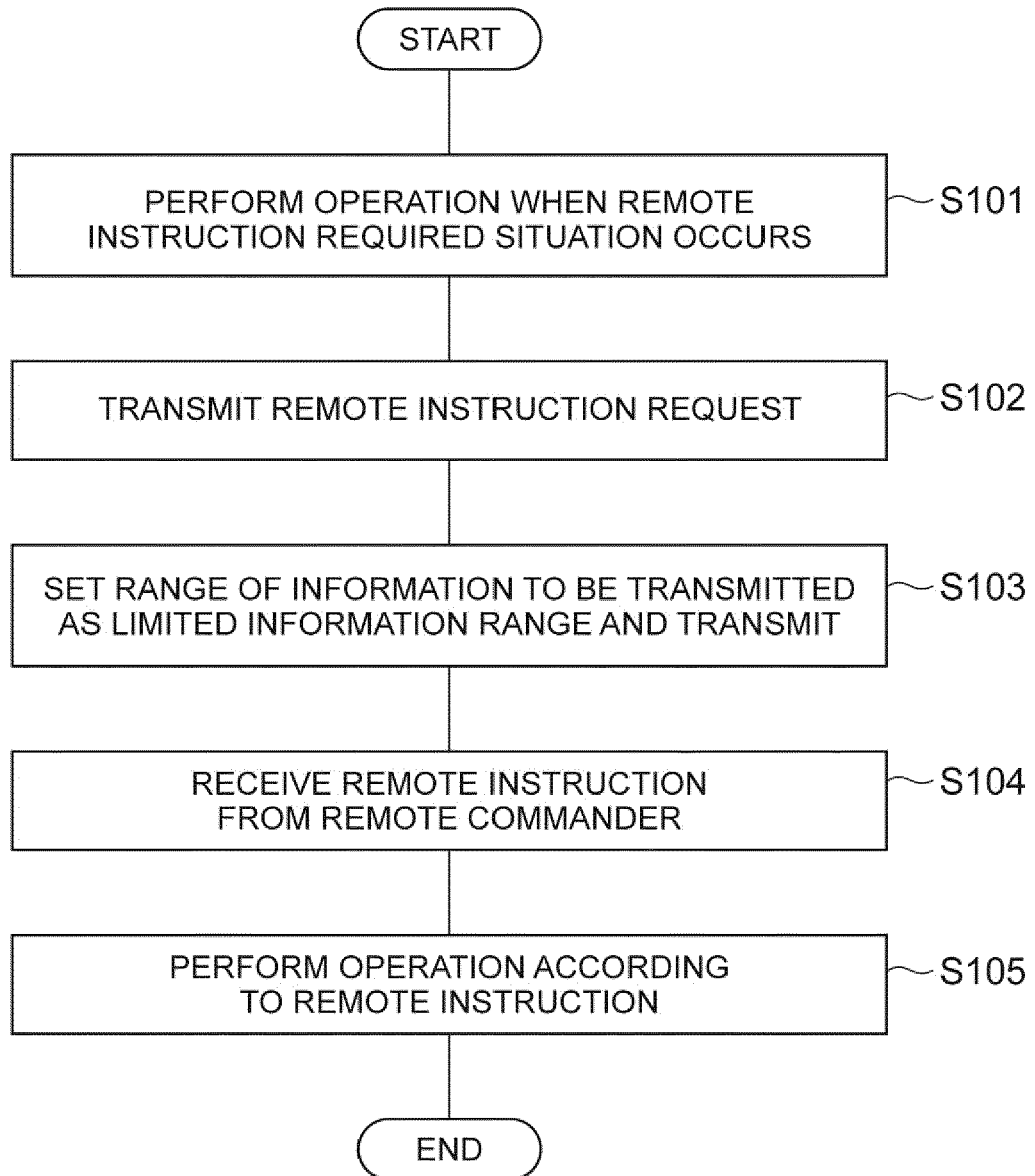 START
PERFORM OPERATION WHEN REMOTE
INSTRUCTION REQUIRED SITUATION OCCURS
S101
TRANSMIT REMOTE INSTRUCTION REQUEST
S102
SET RANGE OF INFORMATION TO BE TRANSMITTED
AS LIMITED INFORMATION RANGE AND TRANSMIT
S103
RECEIVE REMOTE INSTRUCTION
FROM REMOTE COMMANDER
S104
PERFORM OPERATION ACCORDING
TO REMOTE INSTRUCTION
S105
END